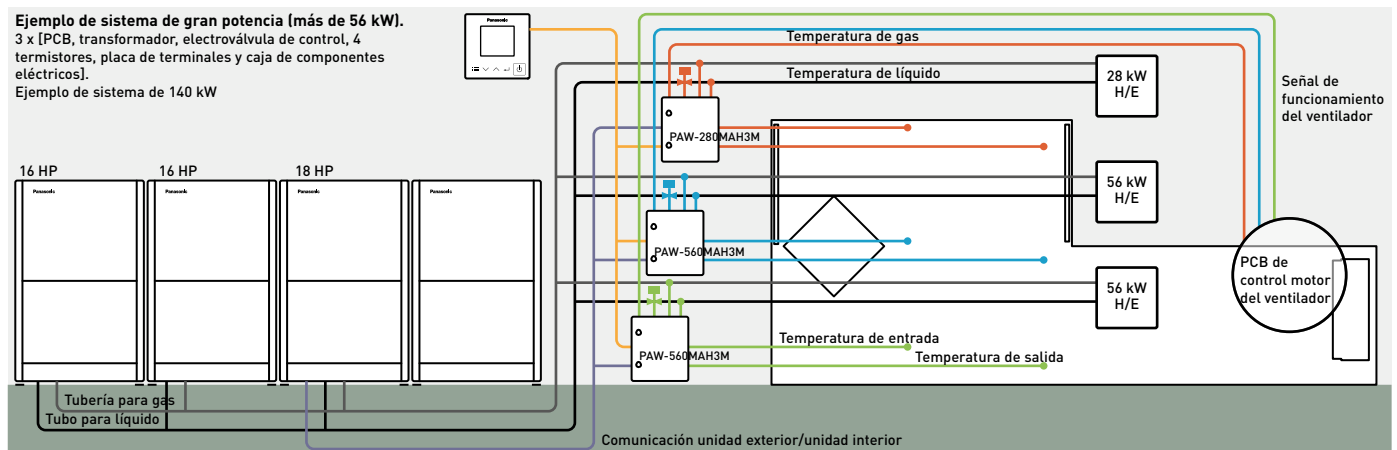 Ejemplo de sistema de gran potencia (más de 56 kW).
3 x [PCB, transformador, electroválvula de control, 4
termistores, placa de terminales y caja de componentes
eléctricos].
Ejemplo de sistema de 140 kW
Panasonic
Temperatura de gas
Temperatura de líquido
28 kW
H/E
Señal de
funcionamiento
del ventilador
PAW-280MAH3M
16 HP
16 HP
18 HP
Panasonic
Panasonic
Panasonic
Panasonic
56 kW
H/E
PAW-560MAH3M
PCB de
control motor
del ventilador
56 kW
H/E
PAW-560MAH3M
Temperatura de entrada
Temperatura de salida
Tubería para gas
Tubo para líquido
Comunicación unidad exterior/unidad interior